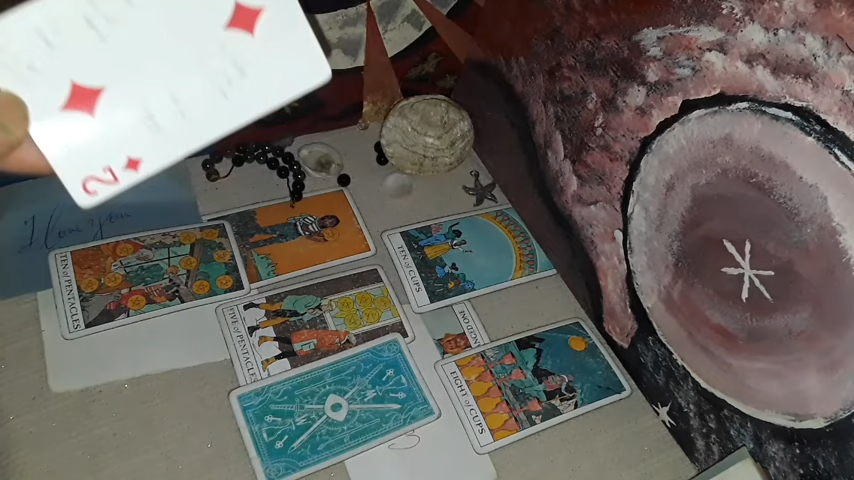 2
I love you
TEN OF PENTACLES
TEN OF CUPS
FIVE OF PENTACLES
EIGHT OF CUPS